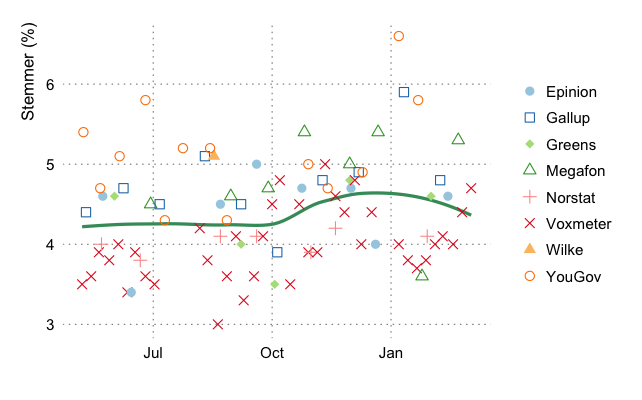 Stemmer (%)
6
5
4
3
Jul Oct Jan
Epinion
Gallup
Greens
Megafon
Norstat
Voxmeter
Wilke
YouGov